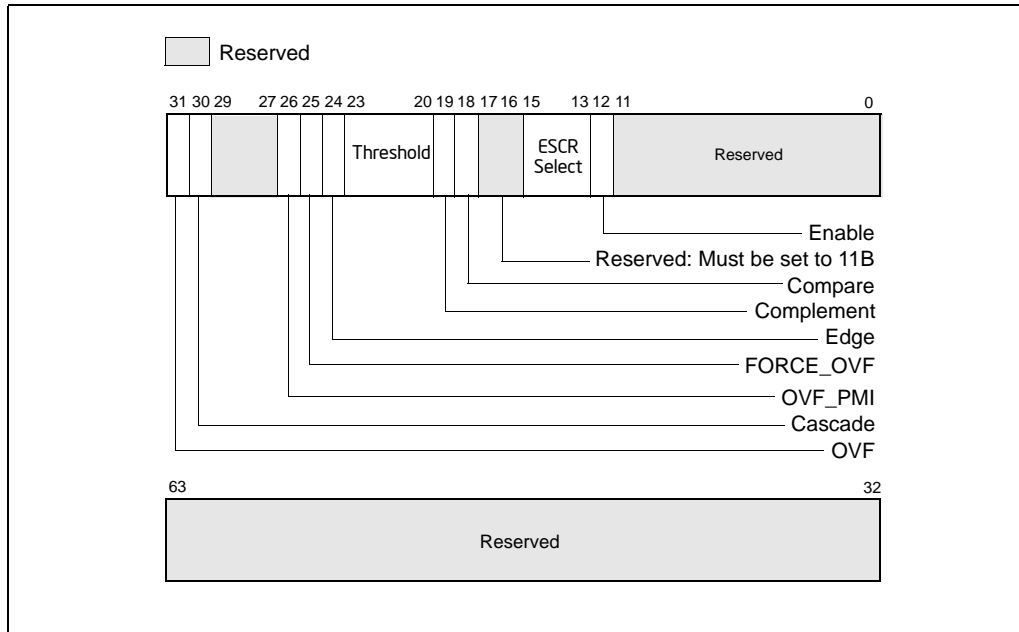 Reserved
31 30 29 27 26 25 24 23 20 19 18 17 16 15 13 12 11 0
Threshold
ESCR
Select
Reserved
Enable
Reserved: Must be set to 11B
Compare
Complement
Edge
FORCE_OVF
OVF_PMI
Cascade
OVF
63 32
Reserved